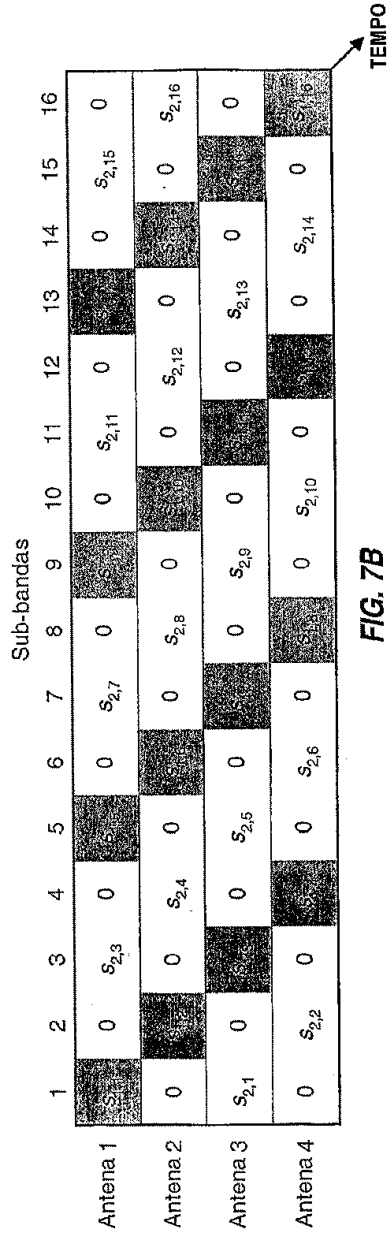 Sub-bandas
1 2 3 4 5 6 7 8 9 10 11 12 13 14 15 16
Antena 1 0 S2,3 0 0 S2,7 0 0 S2,11 0 0 S2,15 0
Antena 2 0 0 S2,4 0 0 S2,8 0 0 S2,12 0 0 S2,16
Antena 3 S2,1 0 0 S2,5 0 0 S2,9 0 0 S2,13 0 0
Antena 4 0 S2,2 0 0 S2,6 0 0 S2,10 0 0 S2,14 0
TEMPO
FIG. 7B